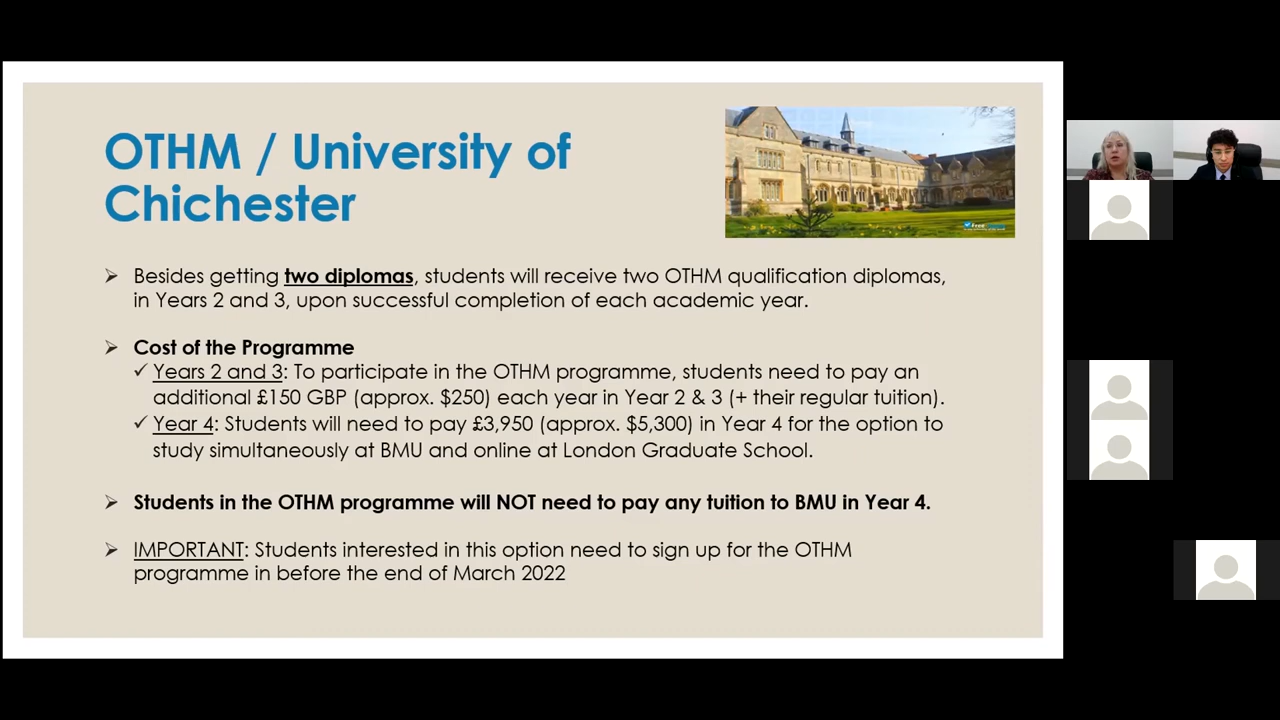 OTHM / University of
Chichester
➢ Besides getting two diplomas, students will receive two OTHM qualification diplomas,
in Years 2 and 3, upon successful completion of each academic year.
➢ Cost of the Programme
✓ Years 2 and 3: To participate in the OTHM programme, students need to pay an
additional £150 GBP (approx. $250) each year in Year 2 & 3 (+ their regular tuition).
✓ Year 4: Students will need to pay £3,950 (approx. $5,300) in Year 4 for the option to
study simultaneously at BMU and online at London Graduate School.
➢ Students in the OTHM programme will NOT need to pay any tuition to BMU in Year 4.
➢ IMPORTANT: Students interested in this option need to sign up for the OTHM
programme in before the end of March 2022